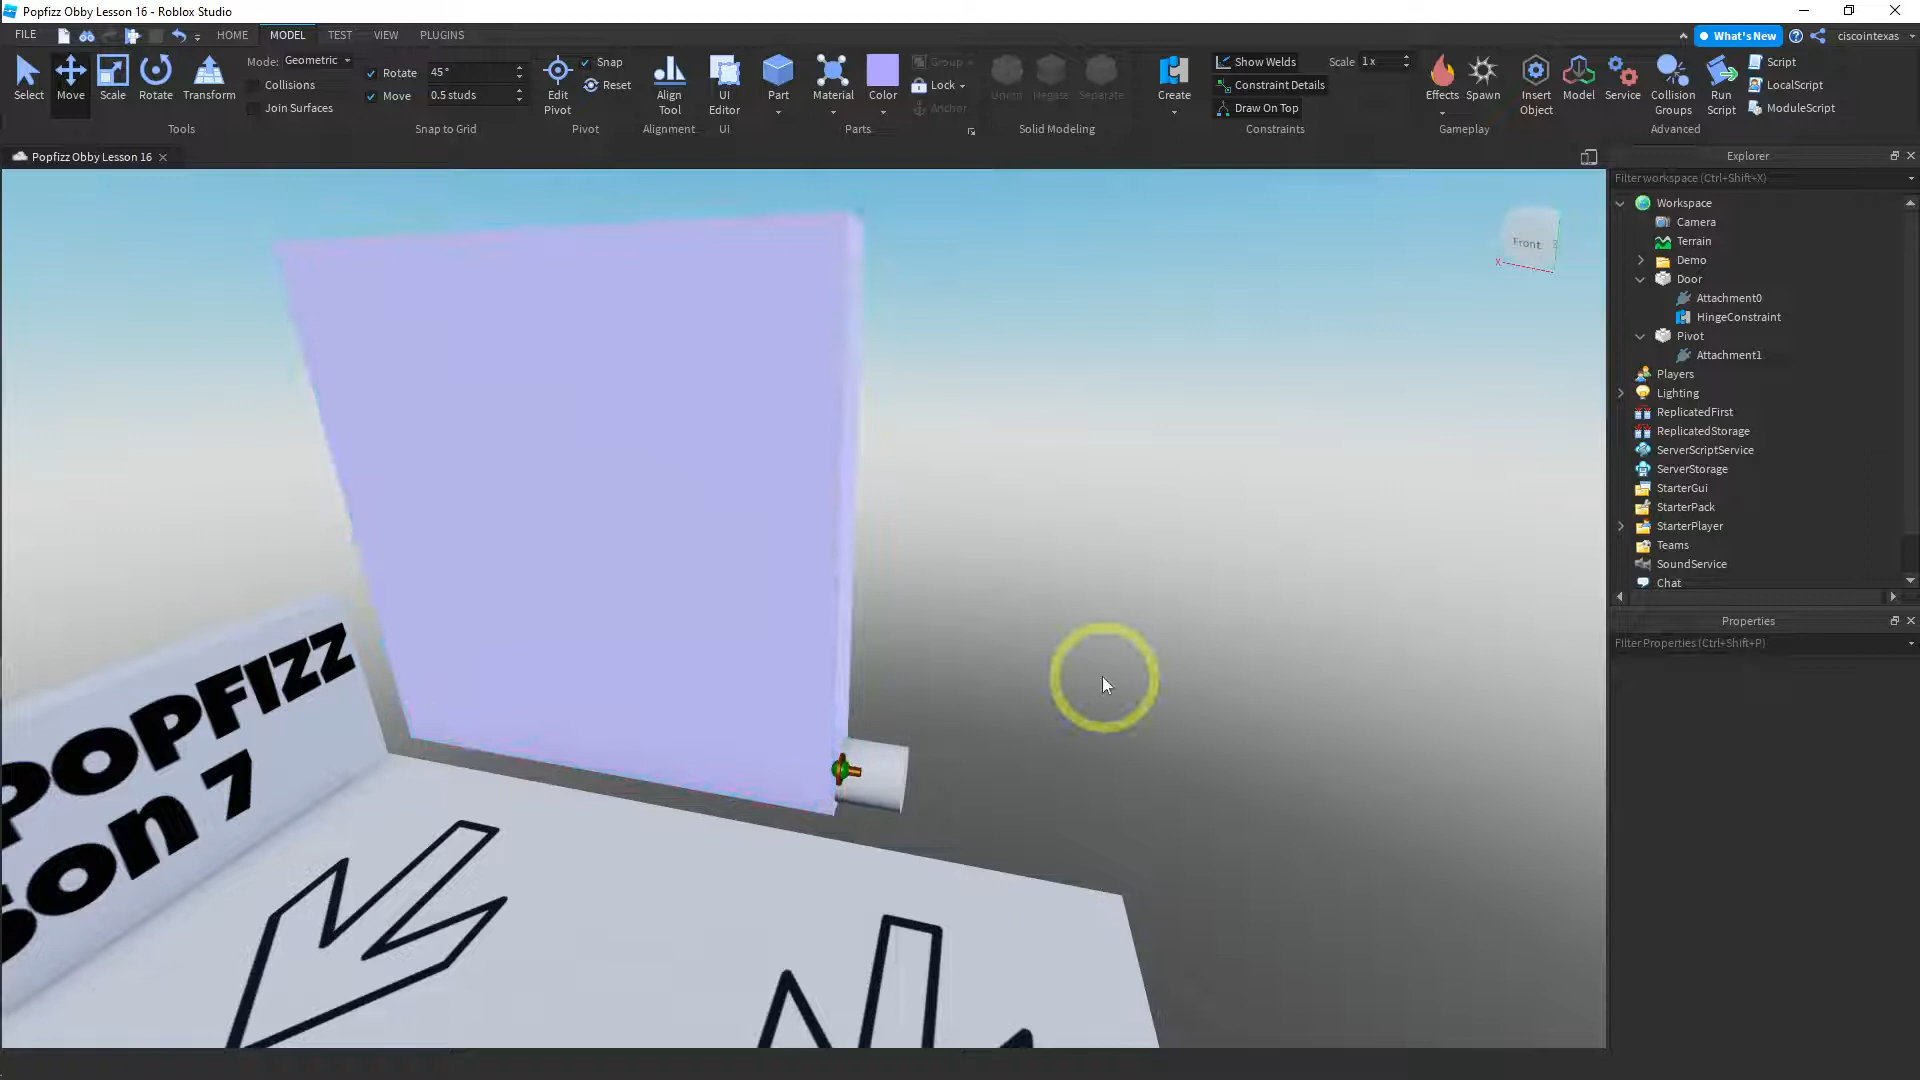 Popfizz Obby Lesson 16 - Roblox Studio
FILE HOME MODEL TEST VIEW PLUGINS
What's New
ciscointexas
Select
Move
Scale
Rotate
Transform
Mode: Geometric
Collisions
Join Surfaces
Tools
Rotate 45°
Move 0.5 studs
Snap to Grid
Edit Pivot
Snap
Reset
Pivot
Align Tool
Alignment
UI Editor
UI
Part
Material
Color
Group
Lock
Anchor
Parts
Union
Negate
Separate
Solid Modeling
Create
Show Welds
Constraint Details
Draw On Top
Scale 1x
Constraints
Effects
Spawn
Gameplay
Insert Object
Model
Service
Collision Groups
Run Script
Script
LocalScript
ModuleScript
Advanced
Popfizz Obby Lesson 16
Front
X
POPFIZZ
son 7
Explorer
Filter workspace (Ctrl+Shift+X)
Workspace
Camera
Terrain
Demo
Door
Attachment0
HingeConstraint
Pivot
Attachment1
Players
Lighting
ReplicatedFirst
ReplicatedStorage
ServerScriptService
ServerStorage
StarterGui
StarterPack
StarterPlayer
Teams
SoundService
Chat
Properties
Filter Properties (Ctrl+Shift+P)